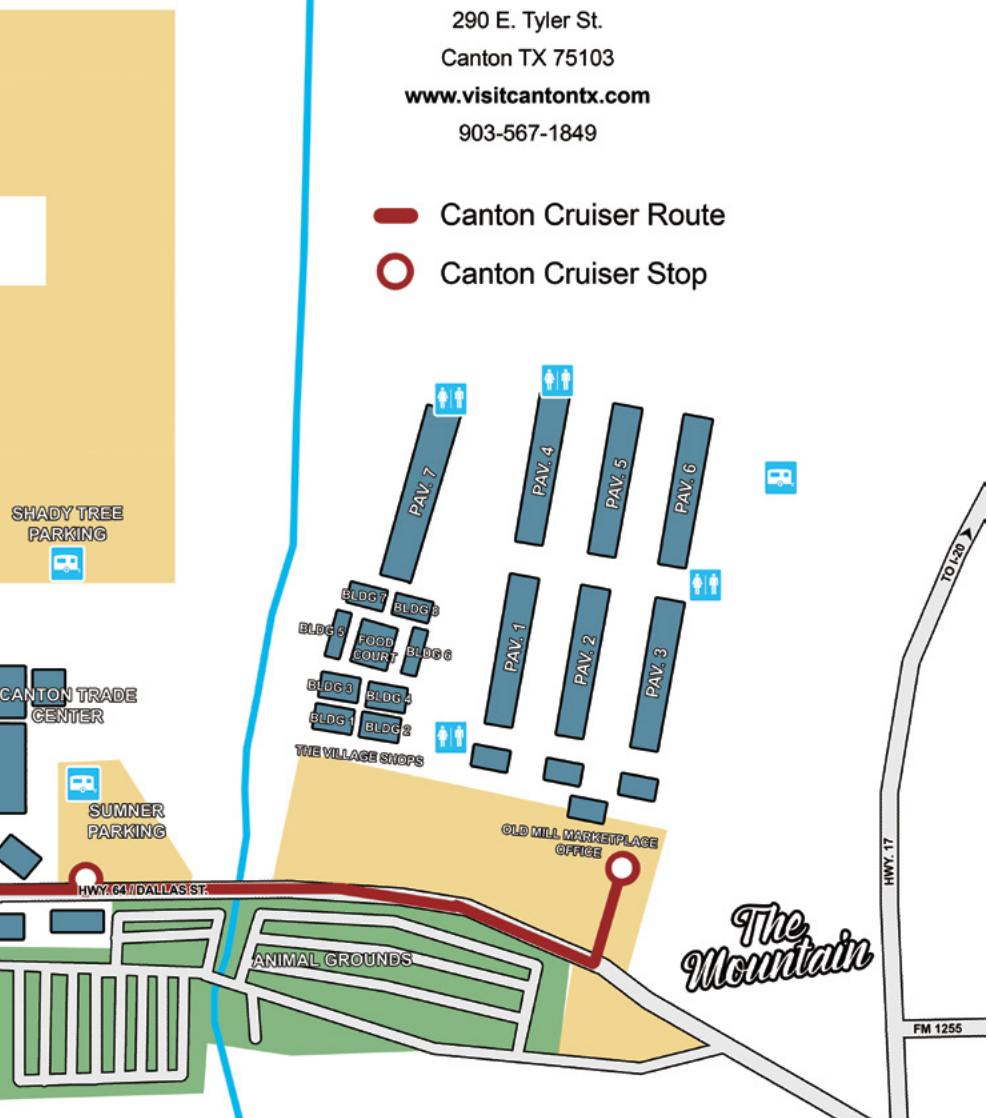 290 E. Tyler St.
Canton TX 75103
www.visitcantontx.com
903-567-1849
Canton Cruiser Route
Canton Cruiser Stop
PAV. 7
PAV. 4
PAV. 5
PAV. 6
SHADY TREE
PARKING
TO I-20
BLDG 7
BLDG 8
BLDG 5
FOOD
COURT
BLDG 6
PAV. 1
PAV. 2
PAV. 3
BLDG 3
BLDG 4
BLDG 1
BLDG 2
CANTON TRADE
CENTER
THE VILLAGE SHOPS
SUMNER
PARKING
OLD MILL MARKETPLACE
OFFICE
HWY. 64 / DALLAS ST.
HWY. 17
The
Mountain
ANIMAL GROUNDS
FM 1255